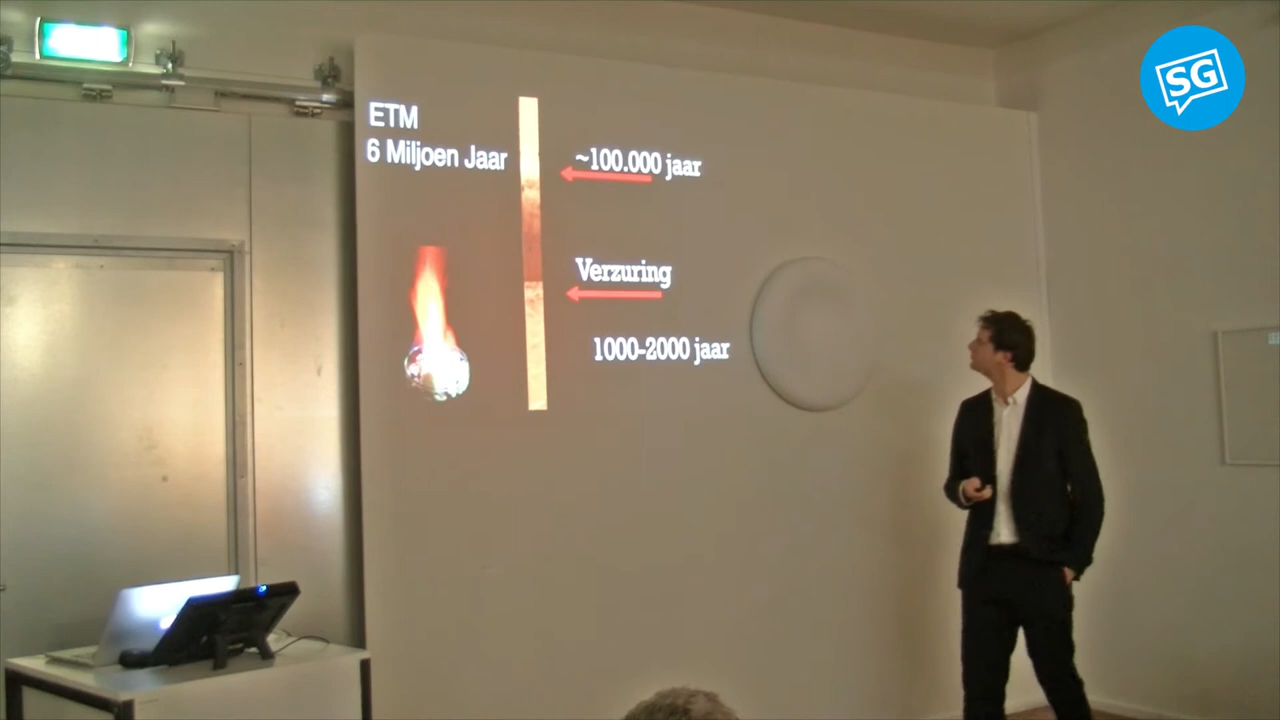 SG
ETM
6 Miljoen Jaar
~100.000 jaar
Verzuring
1000-2000 jaar